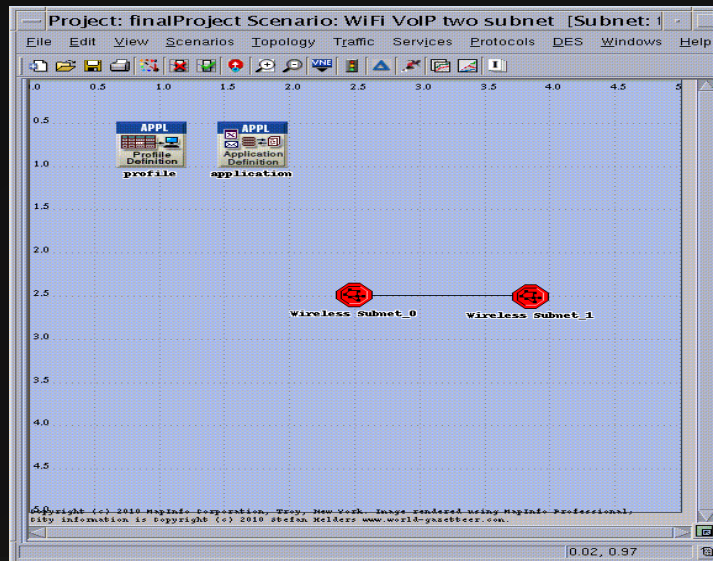 Project: finalProject Scenario: WiFi VoIP two subnet [Subnet:
File Edit View Scenarios Topology Traffic Services Protocols DES Windows Help
VNE
0.0 0.5 1.0 1.5 2.0 2.5 3.0 3.5 4.0 4.5 5
0.5
APPL APPL
Profile Definition
Application Definition
1.0
profile application
1.5
2.0
2.5
Wireless Subnet_0 Wireless Subnet_1
3.0
3.5
4.0
4.5
5.0
Copyright (c) 2010 MapInfo Corporation, Troy, New York. Image rendered using MapInfo Professional,
City information is Copyright (c) 2010 Stefan Helders www.world-gazetteer.com.
0.02, 0.97